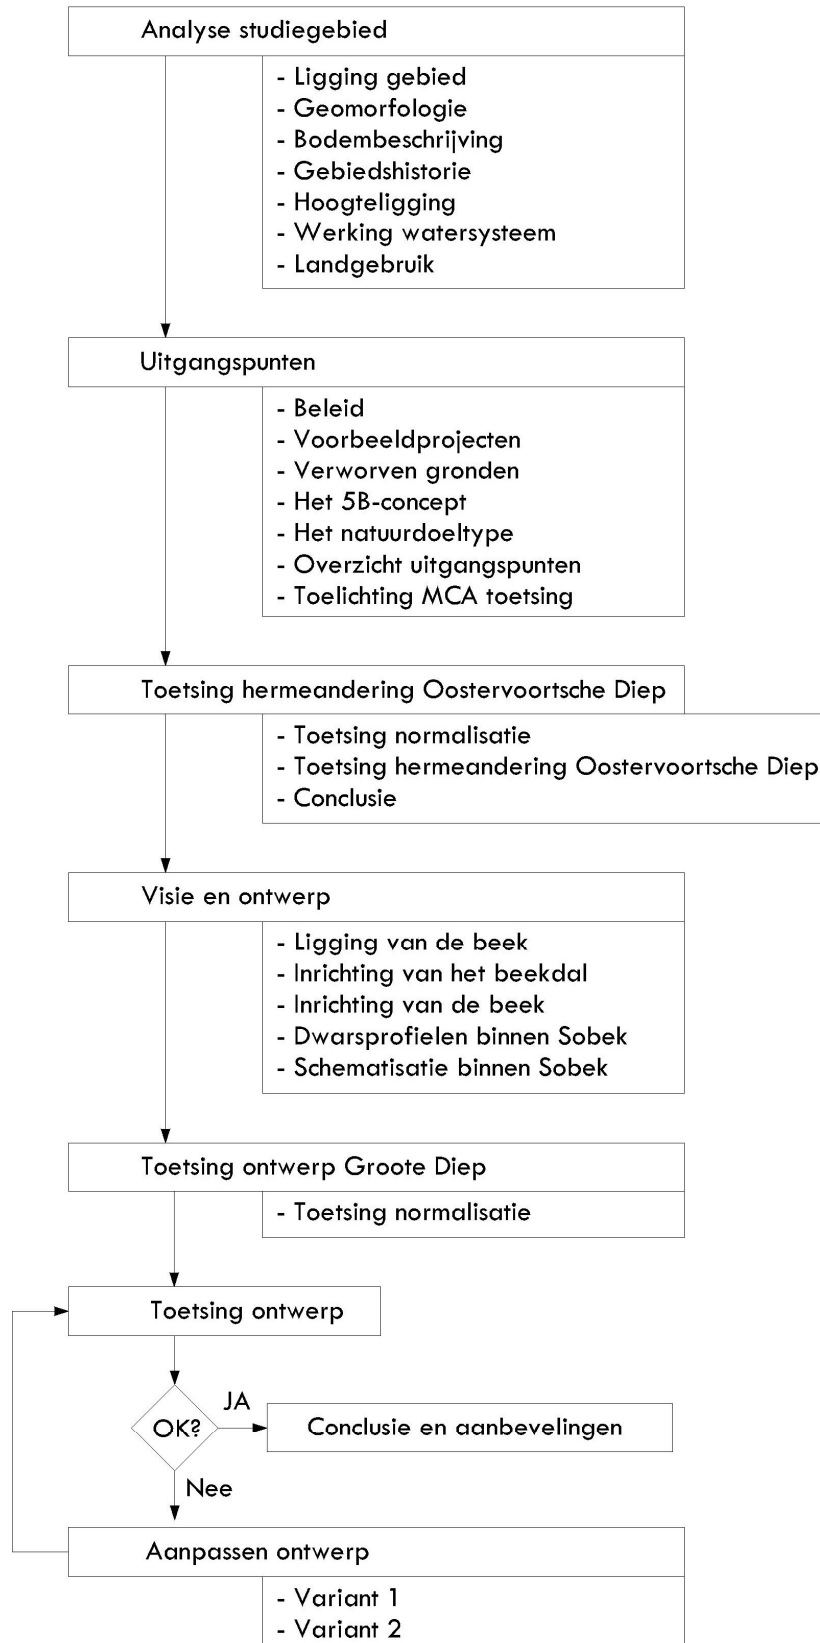 Analyse studiegebied
- Ligging gebied
- Geomorfologie
- Bodembeschrijving
- Gebiedshistorie
- Hoogteligging
- Werking watersysteem
- Landgebruik
Uitgangspunten
- Beleid
- Voorbeeldprojecten
- Verworven gronden
- Het 5B-concept
- Het natuurdoeltype
- Overzicht uitgangspunten
- Toelichting MCA toetsing
Toetsing hermeandering Oostervoortsche Diep
- Toetsing normalisatie
- Toetsing hermeandering Oostervoortsche Diep
- Conclusie
Visie en ontwerp
- Ligging van de beek
- Inrichting van het beekdal
- Inrichting van de beek
- Dwarsprofielen binnen Sobek
- Schematisatie binnen Sobek
Toetsing ontwerp Groote Diep
- Toetsing normalisatie
Toetsing ontwerp
JA
OK?
Conclusie en aanbevelingen
Nee
Aanpassen ontwerp
- Variant 1
- Variant 2